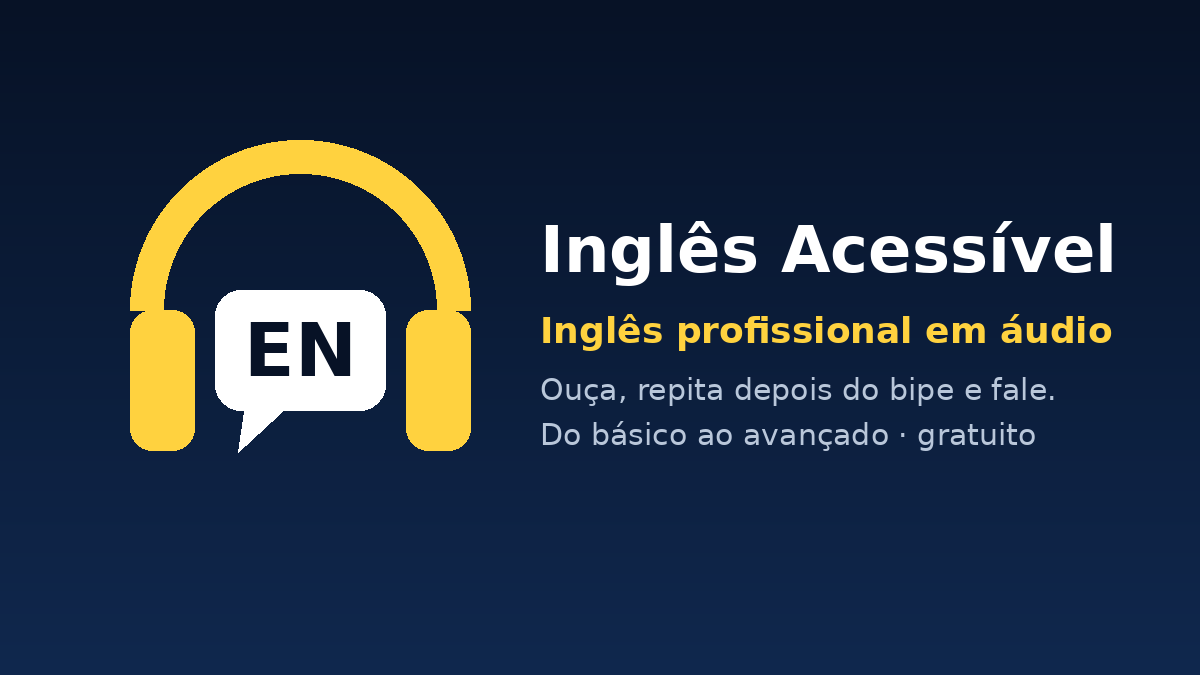 EN
Inglês Acessível
Inglês profissional em áudio
Ouça, repita depois do bipe e fale.
Do básico ao avançado · gratuito